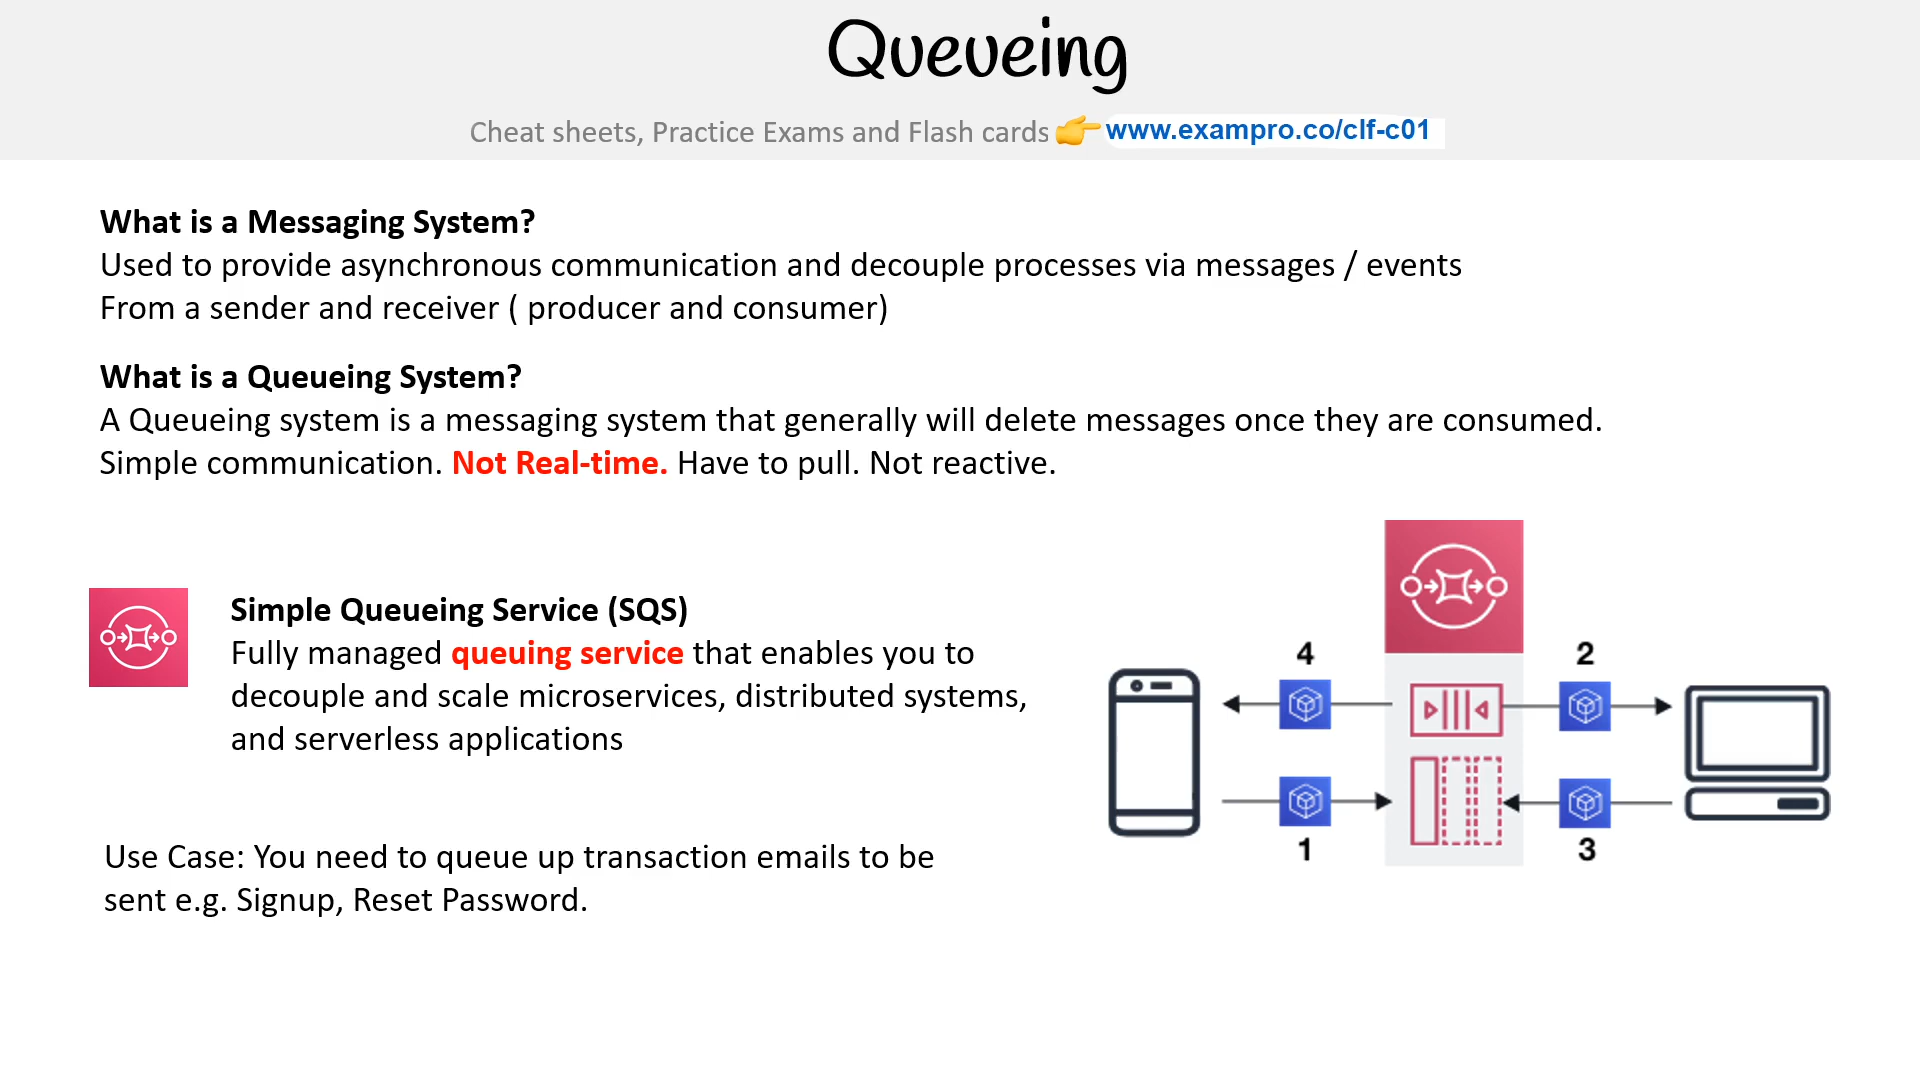 Queueing
Cheat sheets, Practice Exams and Flash cards 👉 www.exampro.co/clf-c01
What is a Messaging System?
Used to provide asynchronous communication and decouple processes via messages / events
From a sender and receiver ( producer and consumer)
What is a Queueing System?
A Queueing system is a messaging system that generally will delete messages once they are consumed.
Simple communication. Not Real-time. Have to pull. Not reactive.
Simple Queueing Service (SQS)
Fully managed queuing service that enables you to
decouple and scale microservices, distributed systems,
and serverless applications
4
2
1
3
Use Case: You need to queue up transaction emails to be
sent e.g. Signup, Reset Password.